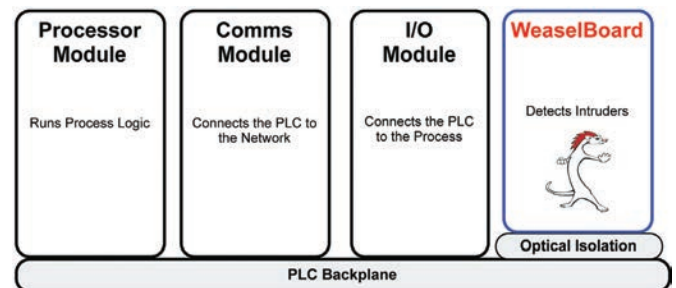 Processor
Module
Runs Process Logic
Comms
Module
Connects the PLC to
the Network
I/O
Module
Connects the PLC
to the Process
WeaselBoard
Detects Intruders
Optical Isolation
PLC Backplane